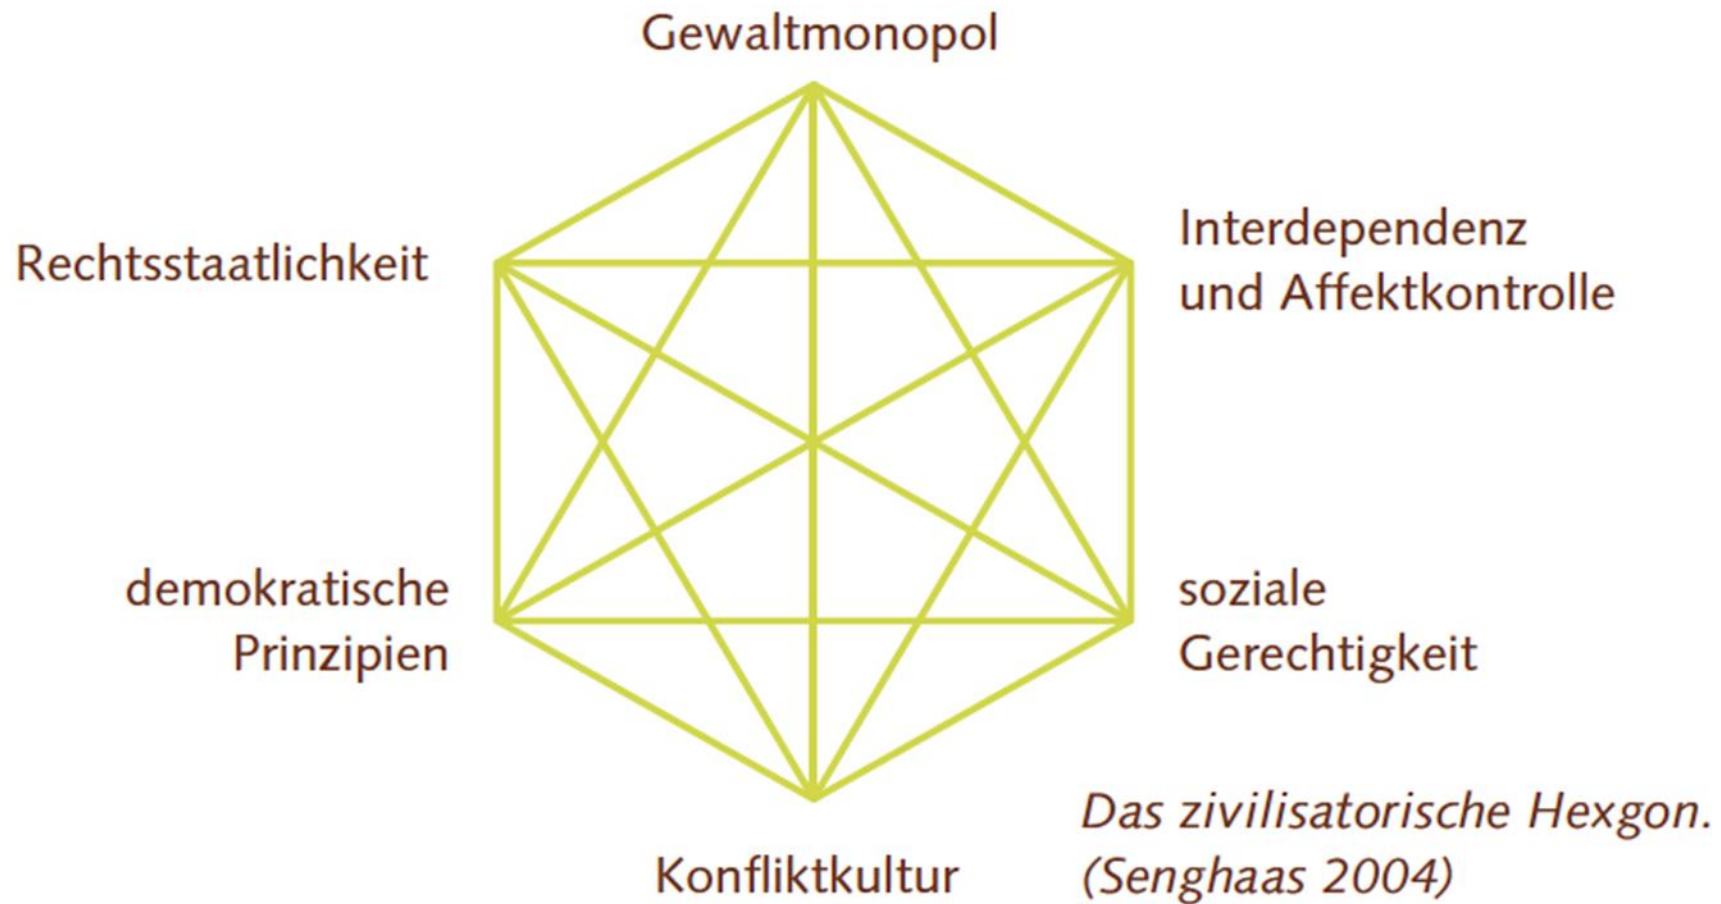 Gewaltmonopol
Rechtsstaatlichkeit
Interdependenz
und Affektkontrolle
demokratische
Prinzipien
soziale
Gerechtigkeit
Konfliktkultur
Das zivilisatorische Hexgon.
(Senghaas 2004)